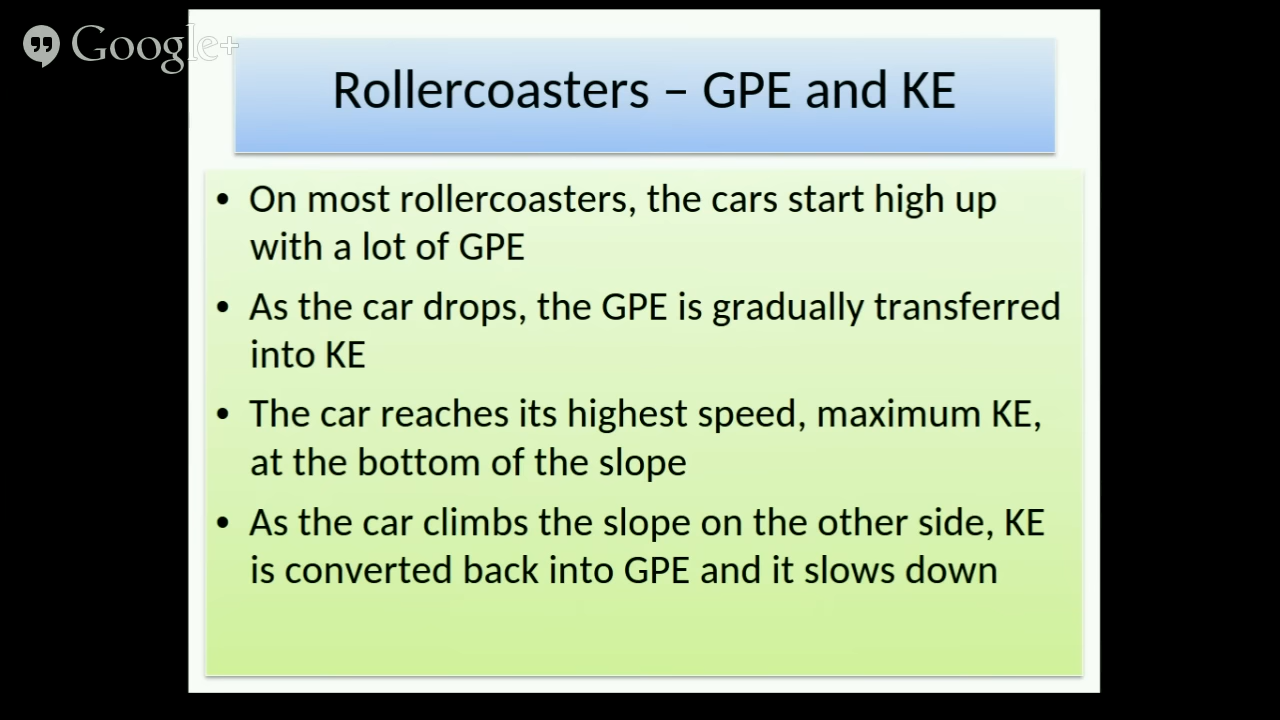 Google+
Rollercoasters – GPE and KE
• On most rollercoasters, the cars start high up
with a lot of GPE
• As the car drops, the GPE is gradually transferred
into KE
• The car reaches its highest speed, maximum KE,
at the bottom of the slope
• As the car climbs the slope on the other side, KE
is converted back into GPE and it slows down